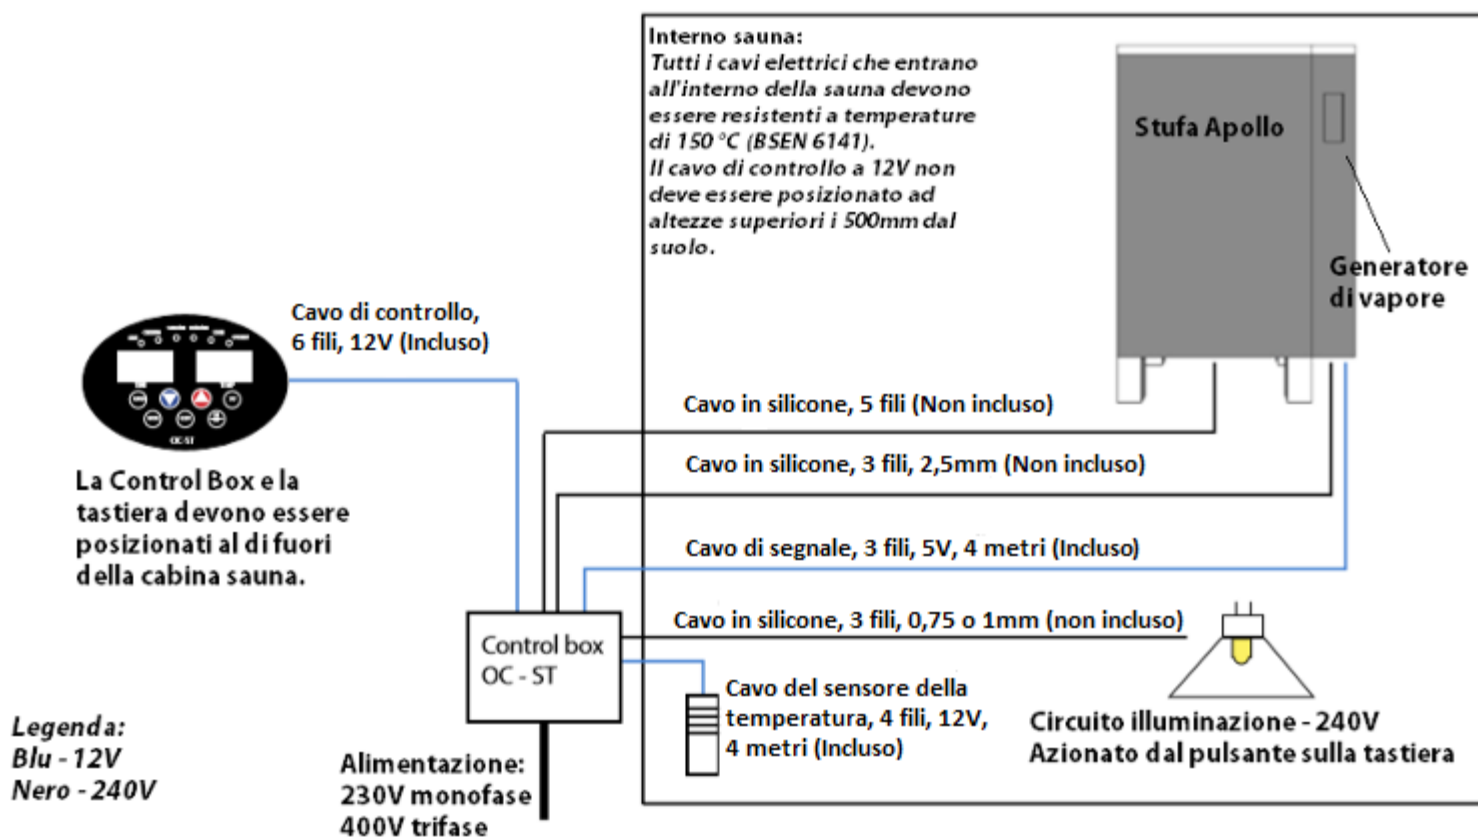 Interno sauna:
Tutti i cavi elettrici che entrano
all'interno della sauna devono
essere resistenti a temperature
di 150 °C (BSEN 6141).
Il cavo di controllo a 12V non
deve essere posizionato ad
altezze superiori i 500mm dal
suolo.
Stufa Apollo
Generatore
di vapore
Cavo di controllo,
6 fili, 12V (Incluso)
OC-ST
La Control Box e la
tastiera devono essere
posizionati al di fuori
della cabina sauna.
Cavo in silicone, 5 fili (Non incluso)
Cavo in silicone, 3 fili, 2,5mm (Non incluso)
Cavo di segnale, 3 fili, 5V, 4 metri (Incluso)
Cavo in silicone, 3 fili, 0,75 o 1mm (non incluso)
Control box
OC - ST
Cavo del sensore della
temperatura, 4 fili, 12V,
4 metri (Incluso)
Circuito illuminazione - 240V
Azionato dal pulsante sulla tastiera
Legenda:
Blu - 12V
Nero - 240V
Alimentazione:
230V monofase
400V trifase